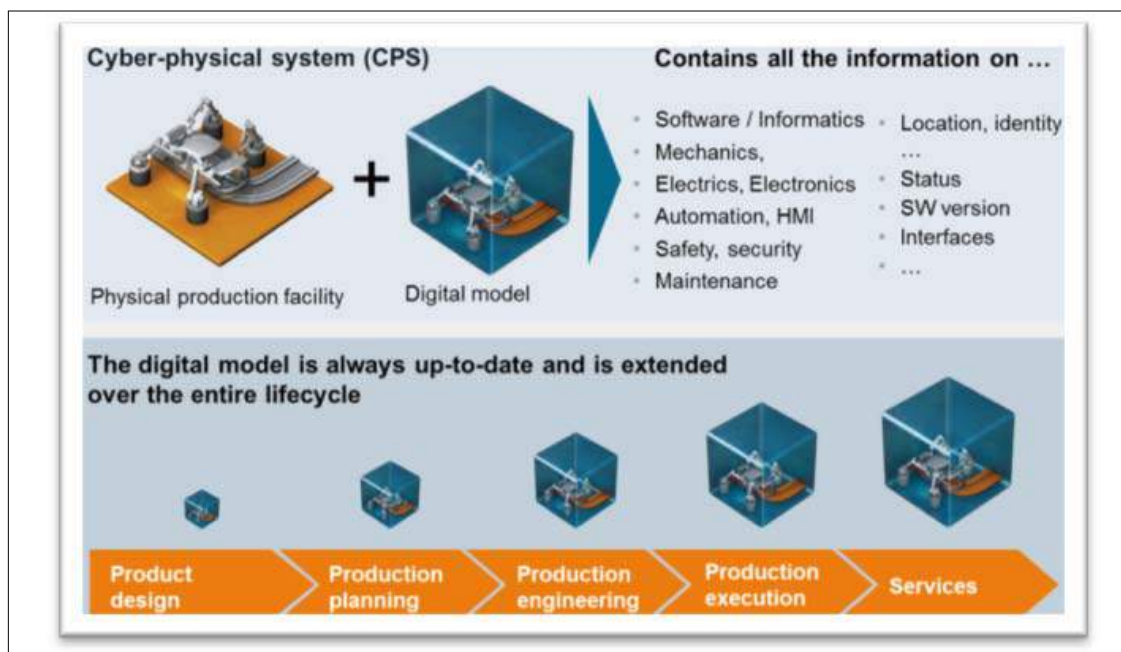 Cyber-physical system (CPS)
Contains all the information on …
Software / Informatics
Mechanics,
Electrics, Electronics
Automation, HMI
Safety, security
Maintenance
Location, identity
…
Status
SW version
Interfaces
…
Physical production facility
Digital model
The digital model is always up-to-date and is extended
over the entire lifecycle
Product
design
Production
planning
Production
engineering
Production
execution
Services